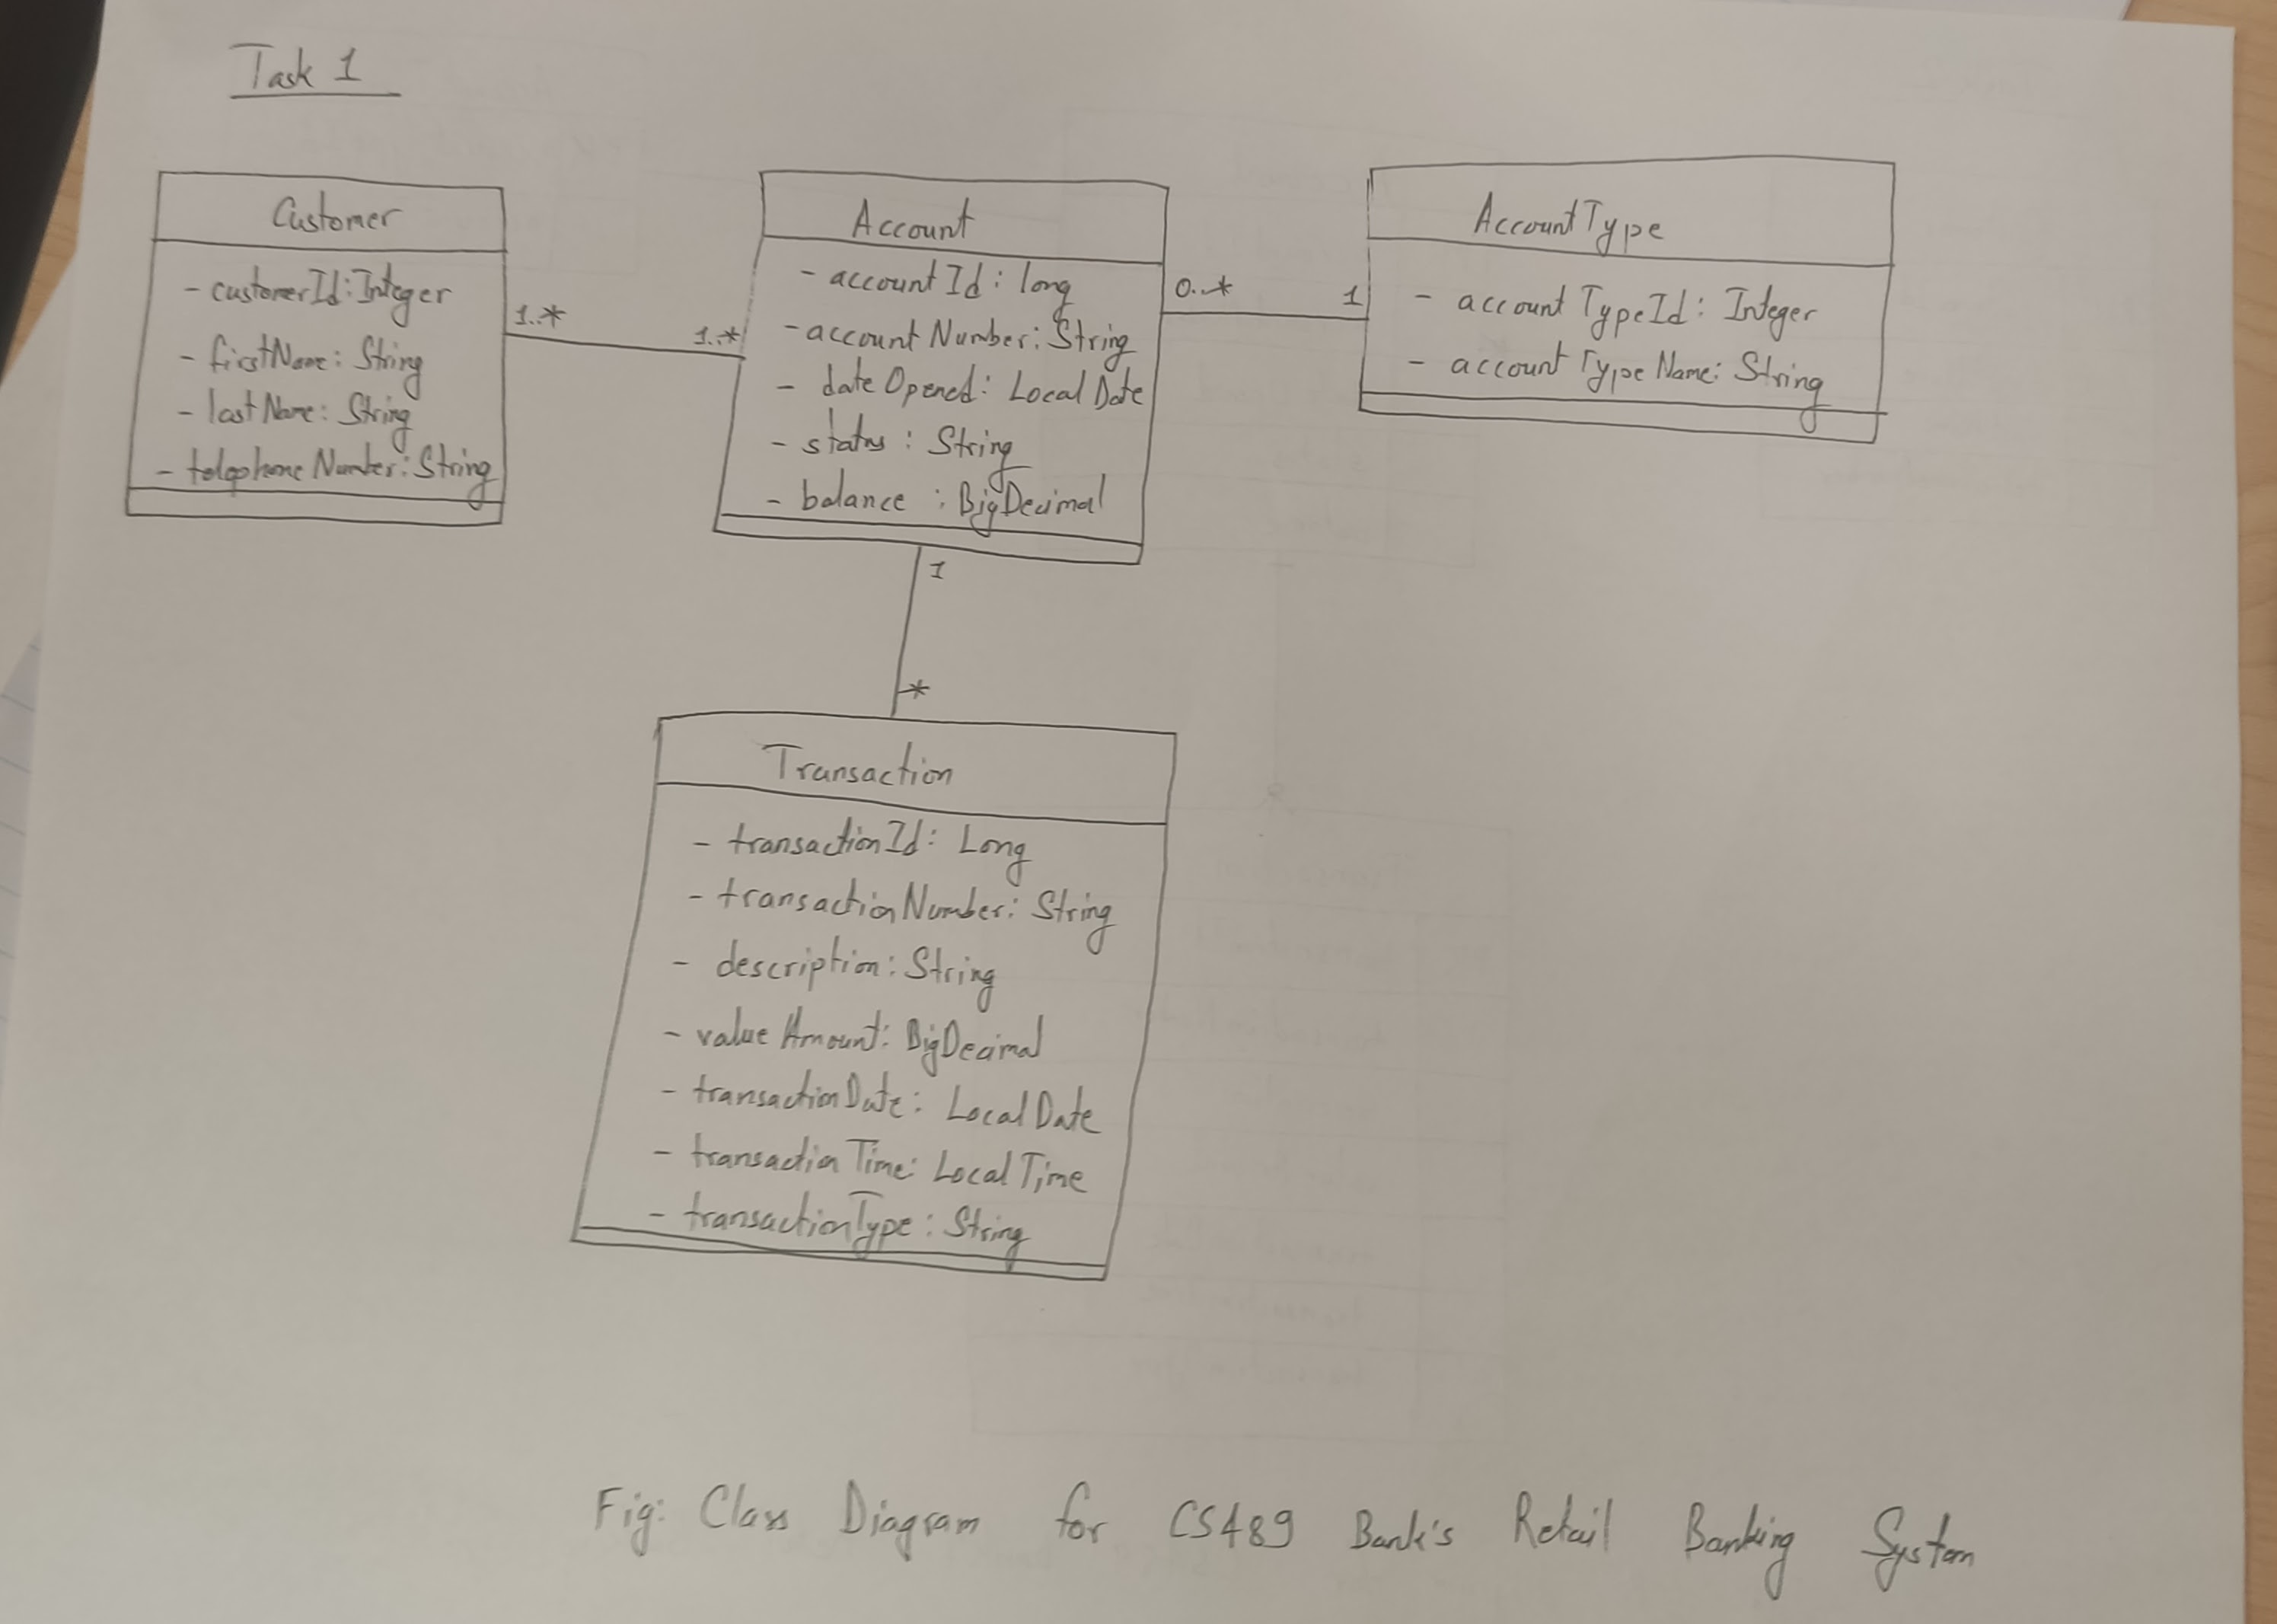 Task 1
Customer
- customerId: Integer
- firstName: String
- lastName: String
- telephoneNumber: String
1..*
1..*
Account
- accountId: long
- accountNumber: String
- dateOpened: LocalDate
- status: String
- balance: BigDecimal
0..*
1
AccountType
- accountTypeId: Integer
- accountTypeName: String
1
*
Transaction
- transactionId: Long
- transactionNumber: String
- description: String
- valueAmount: BigDecimal
- transactionDate: LocalDate
- transactionTime: LocalTime
- transactionType: String
Fig: Class Diagram for CS489 Bank's Retail Banking System